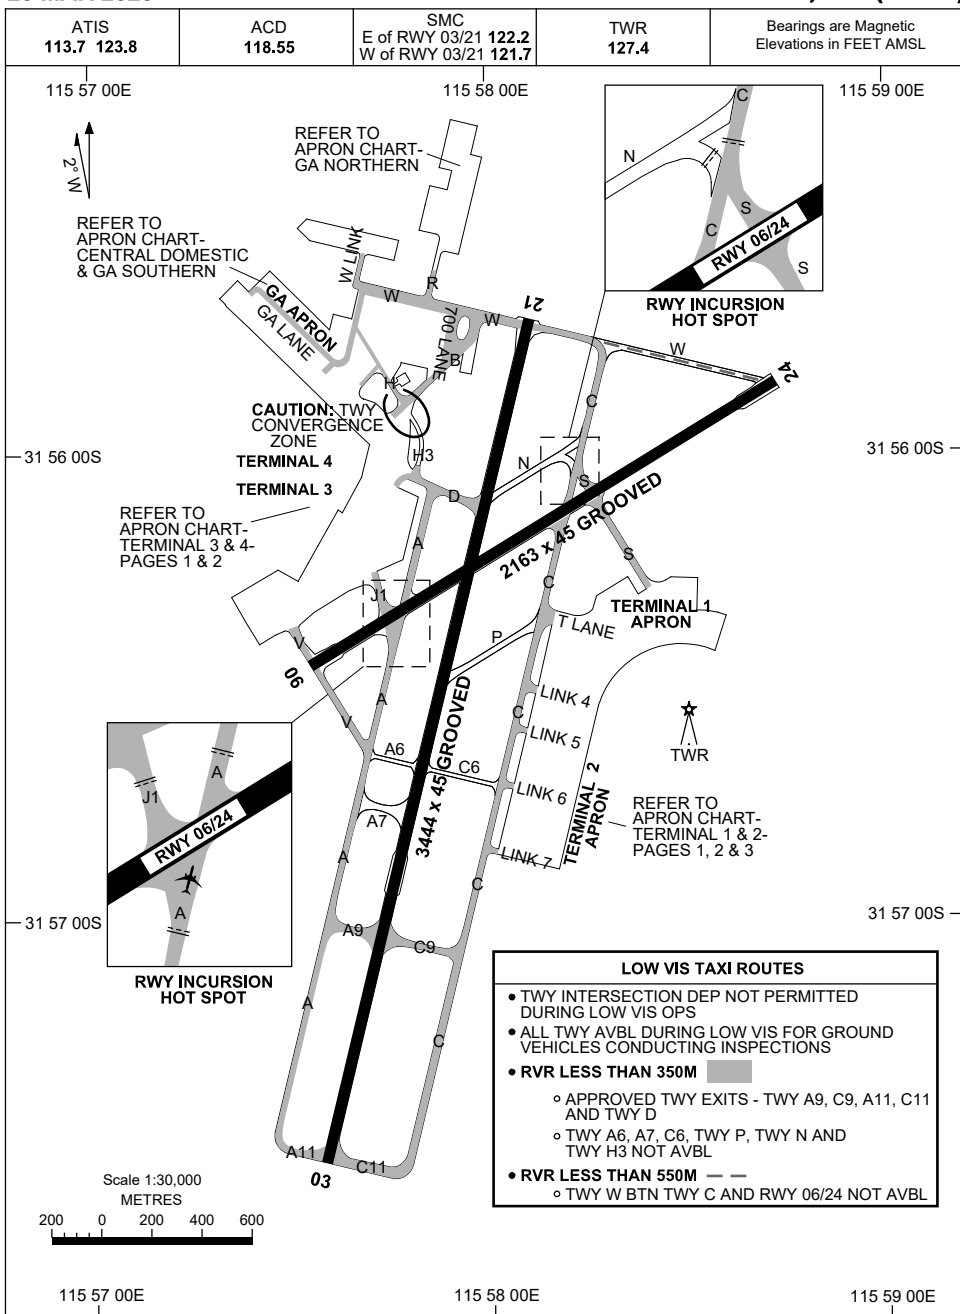 ATIS
113.7 123.8
ACD
118.55
SMC
E of RWY 03/21 122.2
W of RWY 03/21 121.7
TWR
127.4
Bearings are Magnetic
Elevations in FEET AMSL
115 57 00E
115 58 00E
115 59 00E
2° W
REFER TO
APRON CHART-
GA NORTHERN
C
N
S
C
RWY 06/24
S
RWY INCURSION
HOT SPOT
REFER TO
APRON CHART-
CENTRAL DOMESTIC
& GA SOUTHERN
W LINK
R
W
GA APRON
GA LANE
700 LANE
W
21
B
W
24
H
C
CAUTION: TWY
CONVERGENCE
ZONE
31 56 00S
31 56 00S
TERMINAL 4
H3
N
TERMINAL 3
S
D
REFER TO
APRON CHART-
TERMINAL 3 & 4-
PAGES 1 & 2
A
2163 x 45 GROOVED
S
C
J1
TERMINAL 1
APRON
T LANE
V
P
06
A
LINK 4
V
C
LINK 5
TWR
A6
C6
3444 x 45 GROOVED
LINK 6
TERMINAL 2
APRON
REFER TO
APRON CHART-
TERMINAL 1 & 2-
PAGES 1, 2 & 3
A7
A
LINK 7
C
A
J1
RWY 06/24
A
RWY INCURSION
HOT SPOT
31 57 00S
31 57 00S
A9
C9
A
C
A11
C11
03
LOW VIS TAXI ROUTES
• TWY INTERSECTION DEP NOT PERMITTED
DURING LOW VIS OPS
• ALL TWY AVBL DURING LOW VIS FOR GROUND
VEHICLES CONDUCTING INSPECTIONS
• RVR LESS THAN 350M
APPROVED TWY EXITS - TWY A9, C9, A11, C11
AND TWY D
TWY A6, A7, C6, TWY P, TWY N AND
TWY H3 NOT AVBL
• RVR LESS THAN 550M
TWY W BTN TWY C AND RWY 06/24 NOT AVBL
Scale 1:30,000
METRES
200 0 200 400 600
115 57 00E
115 58 00E
115 59 00E